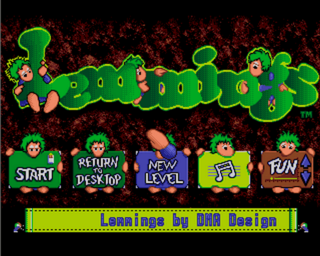 Lemmings
TM
START
RETURN
TO
DESKTOP
NEW
LEVEL
FUN
Lemmings by DMA Design